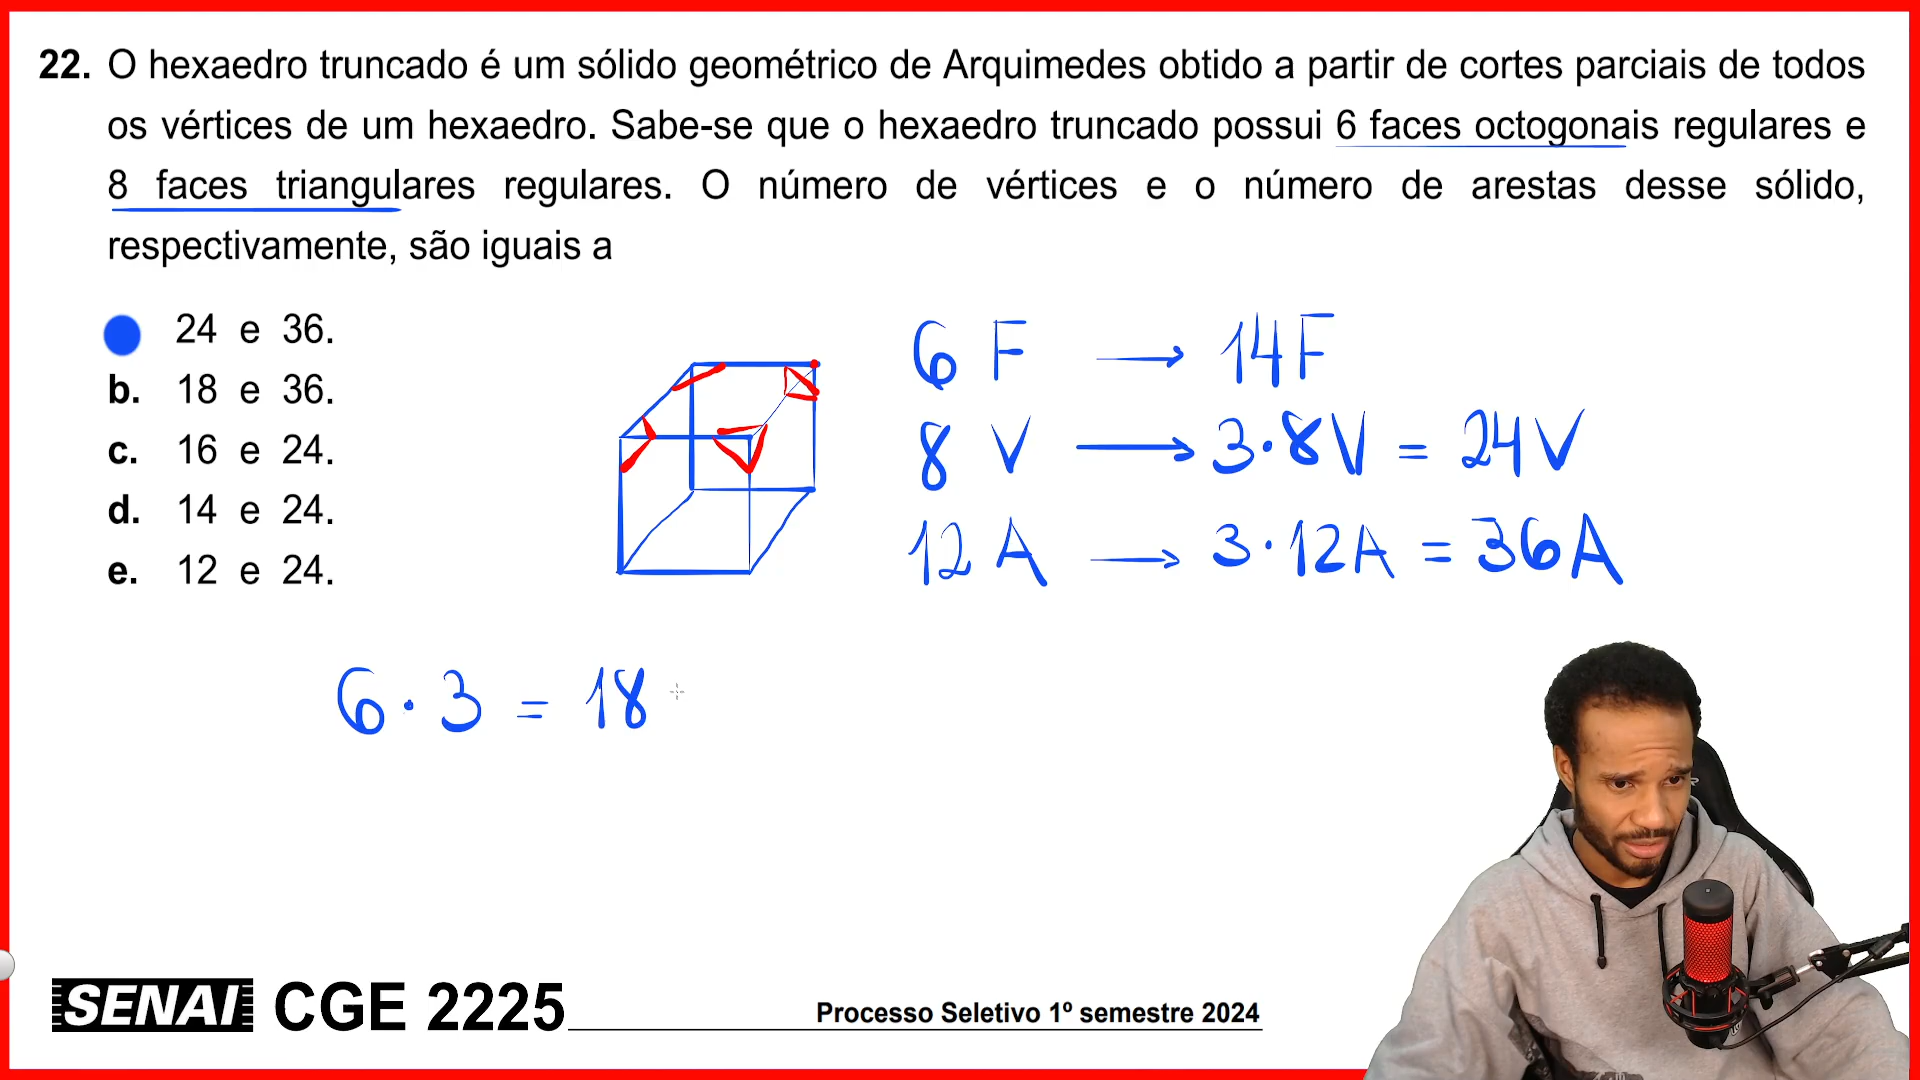 22. O hexaedro truncado é um sólido geométrico de Arquimedes obtido a partir de cortes parciais de todos
os vértices de um hexaedro. Sabe-se que o hexaedro truncado possui 6 faces octogonais regulares e
8 faces triangulares regulares. O número de vértices e o número de arestas desse sólido,
respectivamente, são iguais a
24 e 36.
b. 18 e 36.
c. 16 e 24.
d. 14 e 24.
e. 12 e 24.
6 F → 14F
8 V → 3·8V = 24V
12 A → 3·12A = 36A
6·3 = 18
SENAI CGE 2225
Processo Seletivo 1º semestre 2024